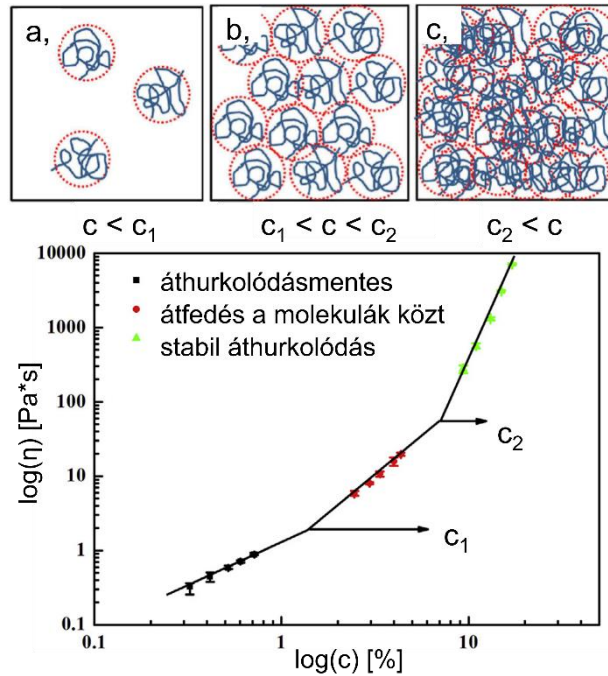 a,
b,
c,
c < c₁
c₁ < c < c₂
c₂ < c
10000
1000
100
10
1
0.1
log(η) [Pa*s]
áthurkolódásmentes
átfedés a molekulák közt
stabil áthurkolódás
c₂
c₁
0.1
1
10
log(c) [%]